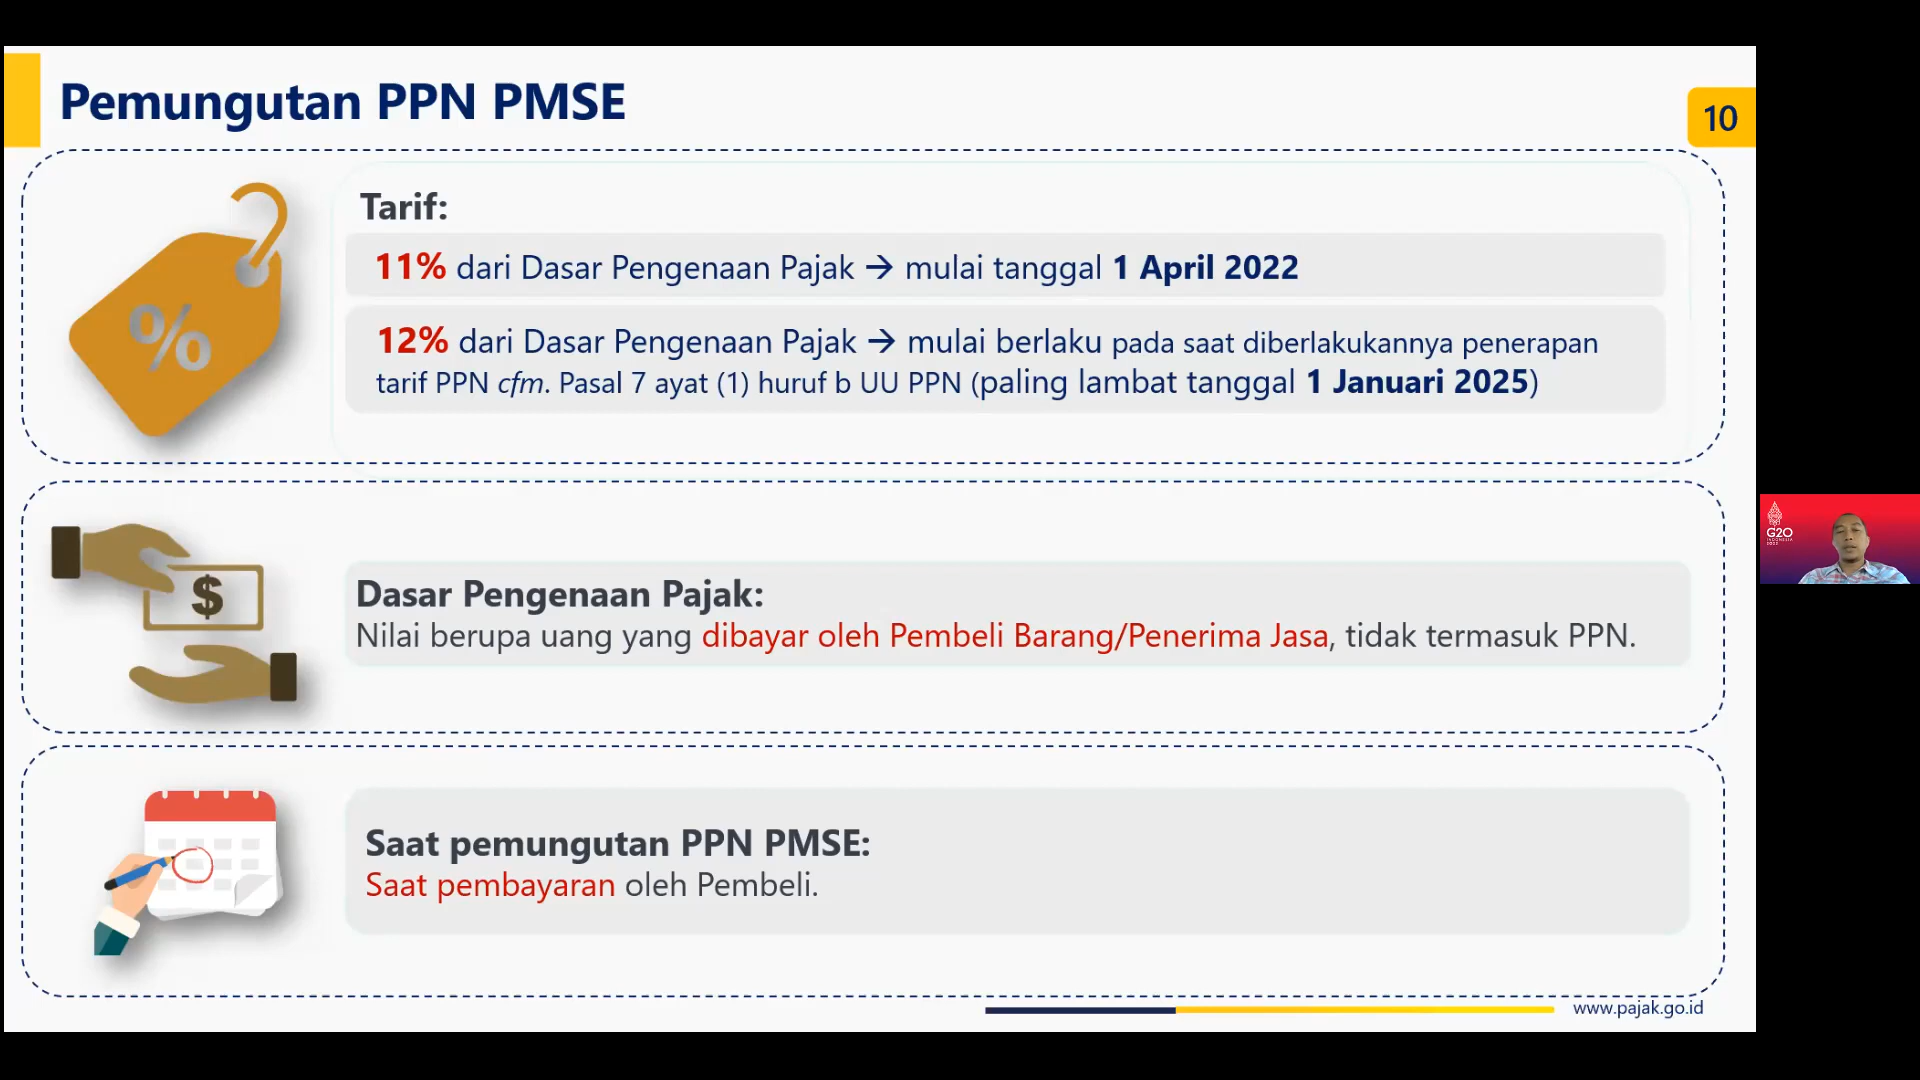 Pemungutan PPN PMSE
10
%
Tarif:
11% dari Dasar Pengenaan Pajak → mulai tanggal 1 April 2022
12% dari Dasar Pengenaan Pajak → mulai berlaku pada saat diberlakukannya penerapan
tarif PPN cfm. Pasal 7 ayat (1) huruf b UU PPN (paling lambat tanggal 1 Januari 2025)
$
Dasar Pengenaan Pajak:
Nilai berupa uang yang dibayar oleh Pembeli Barang/Penerima Jasa, tidak termasuk PPN.
G20
INDONESIA
2022
Saat pemungutan PPN PMSE:
Saat pembayaran oleh Pembeli.
www.pajak.go.id